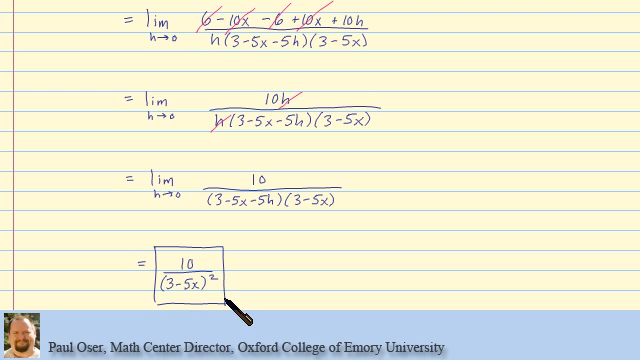 = lim h→0 6 - 10x - 6 + 10x + 10h / h(3-5x-5h)(3-5x)
= lim h→0 10h / h(3-5x-5h)(3-5x)
= lim h→0 10 / (3-5x-5h)(3-5x)
= 10 / (3-5x)²
Paul Oser, Math Center Director, Oxford College of Emory University